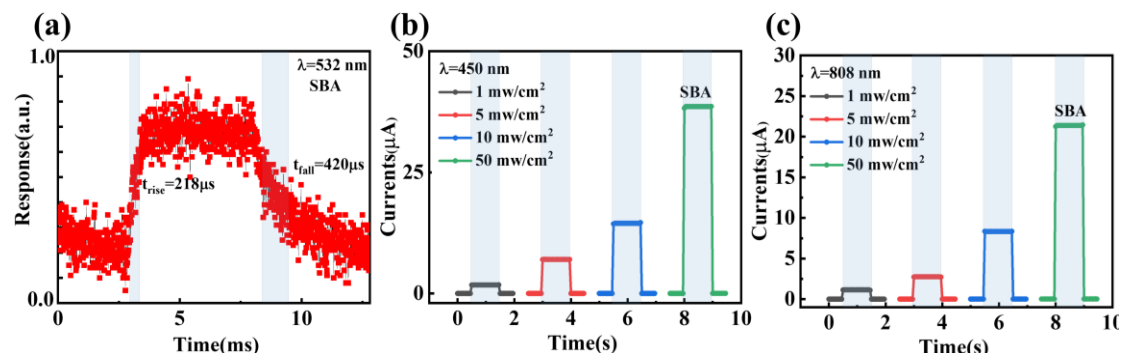 (a)
1.0
λ=532 nm
SBA
t_fall=420μs
t_rise=218μs
Response(a.u.)
0.0
0
5
10
Time(ms)
(b)
50
λ=450 nm
1 mw/cm²
5 mw/cm²
10 mw/cm²
50 mw/cm²
SBA
Currents(μA)
25
0
0
2
4
6
8
10
Time(s)
(c)
30
λ=808 nm
1 mw/cm²
5 mw/cm²
10 mw/cm²
50 mw/cm²
SBA
Currents(μA)
25
20
15
10
5
0
0
2
4
6
8
10
Time(s)